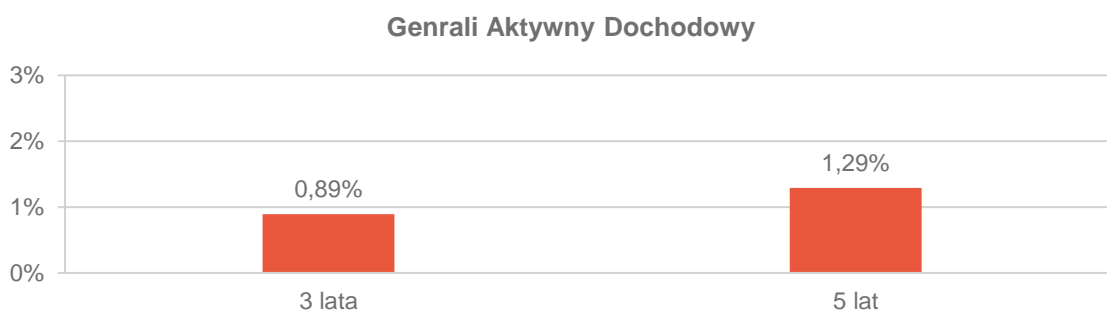 Genrali Aktywny Dochodowy
3%
2%
1%
0%
0,89%
1,29%
3 lata
5 lat